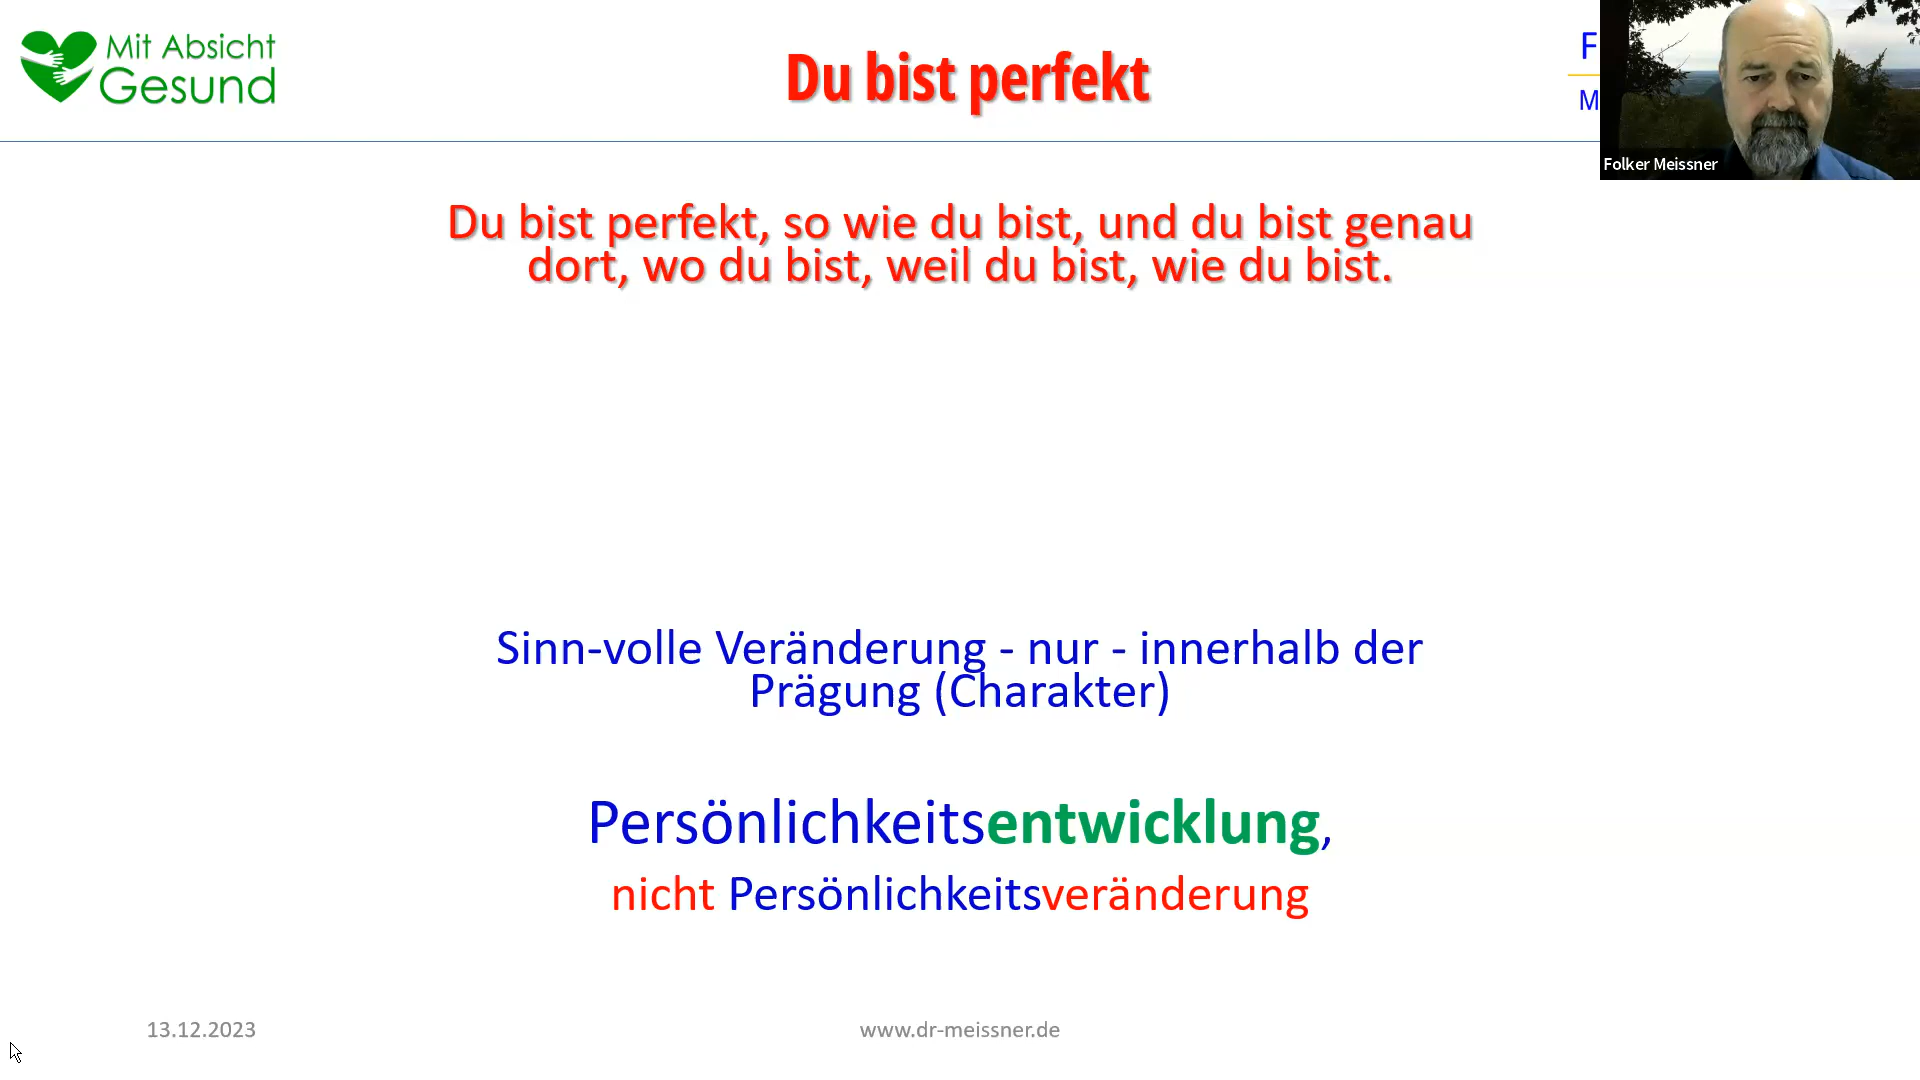 Mit Absicht
Gesund
Du bist perfekt
F
M
Folker Meissner
Du bist perfekt, so wie du bist, und du bist genau
dort, wo du bist, weil du bist, wie du bist.
Sinn-volle Veränderung - nur - innerhalb der
Prägung (Charakter)
Persönlichkeitsentwicklung,
nicht Persönlichkeitsveränderung
13.12.2023
www.dr-meissner.de